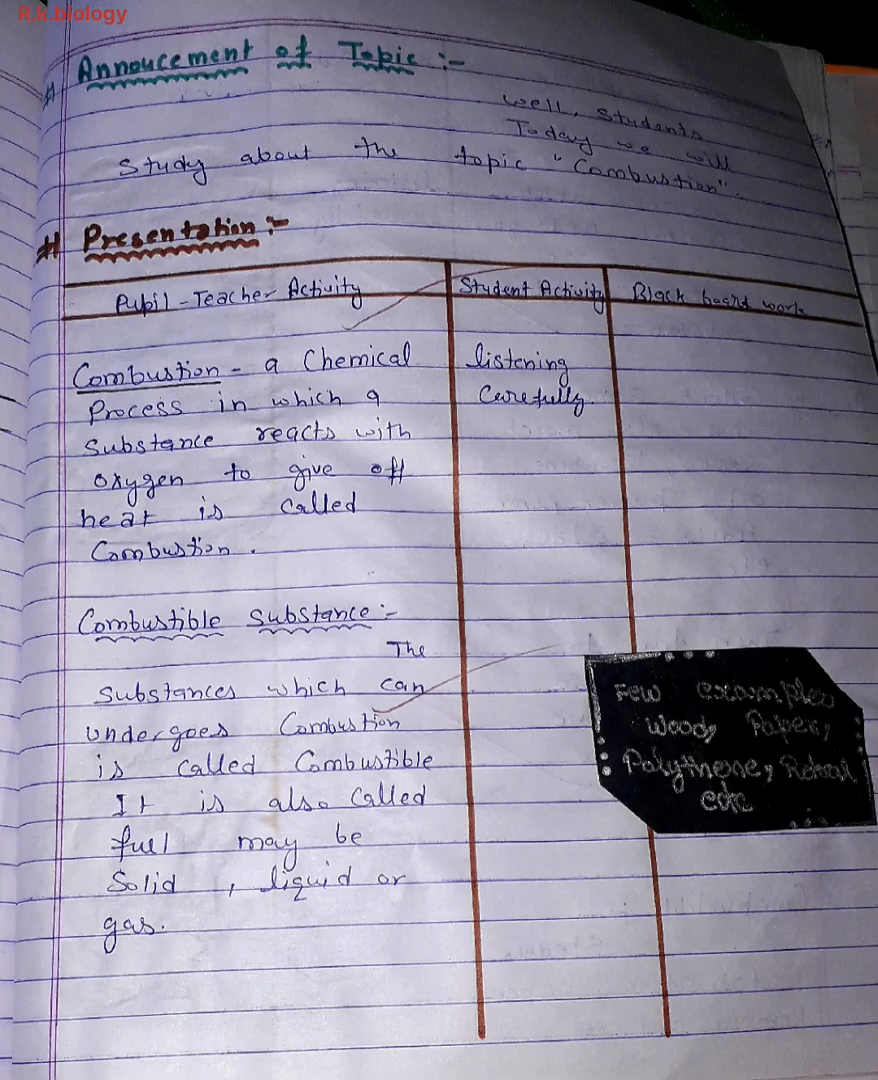 R.k.biology
# Annoucement of Topic :-
Well, Students
Today we will
Study about the topic "Combustion".
# Presentation :-
Pupil-Teacher Activity
Student Activity
Black board work
Combustion - a Chemical
Process in which a
substance reacts with
oxygen to give off
heat is called
Combustion.
listening
Carefully.
Combustible Substance :-
The
substances which can
undergoes Combustion
is called Combustible
It is also called
fuel may be
Solid , liquid or
gas.
Few examples
Wood, Paper,
Polythene,
etc